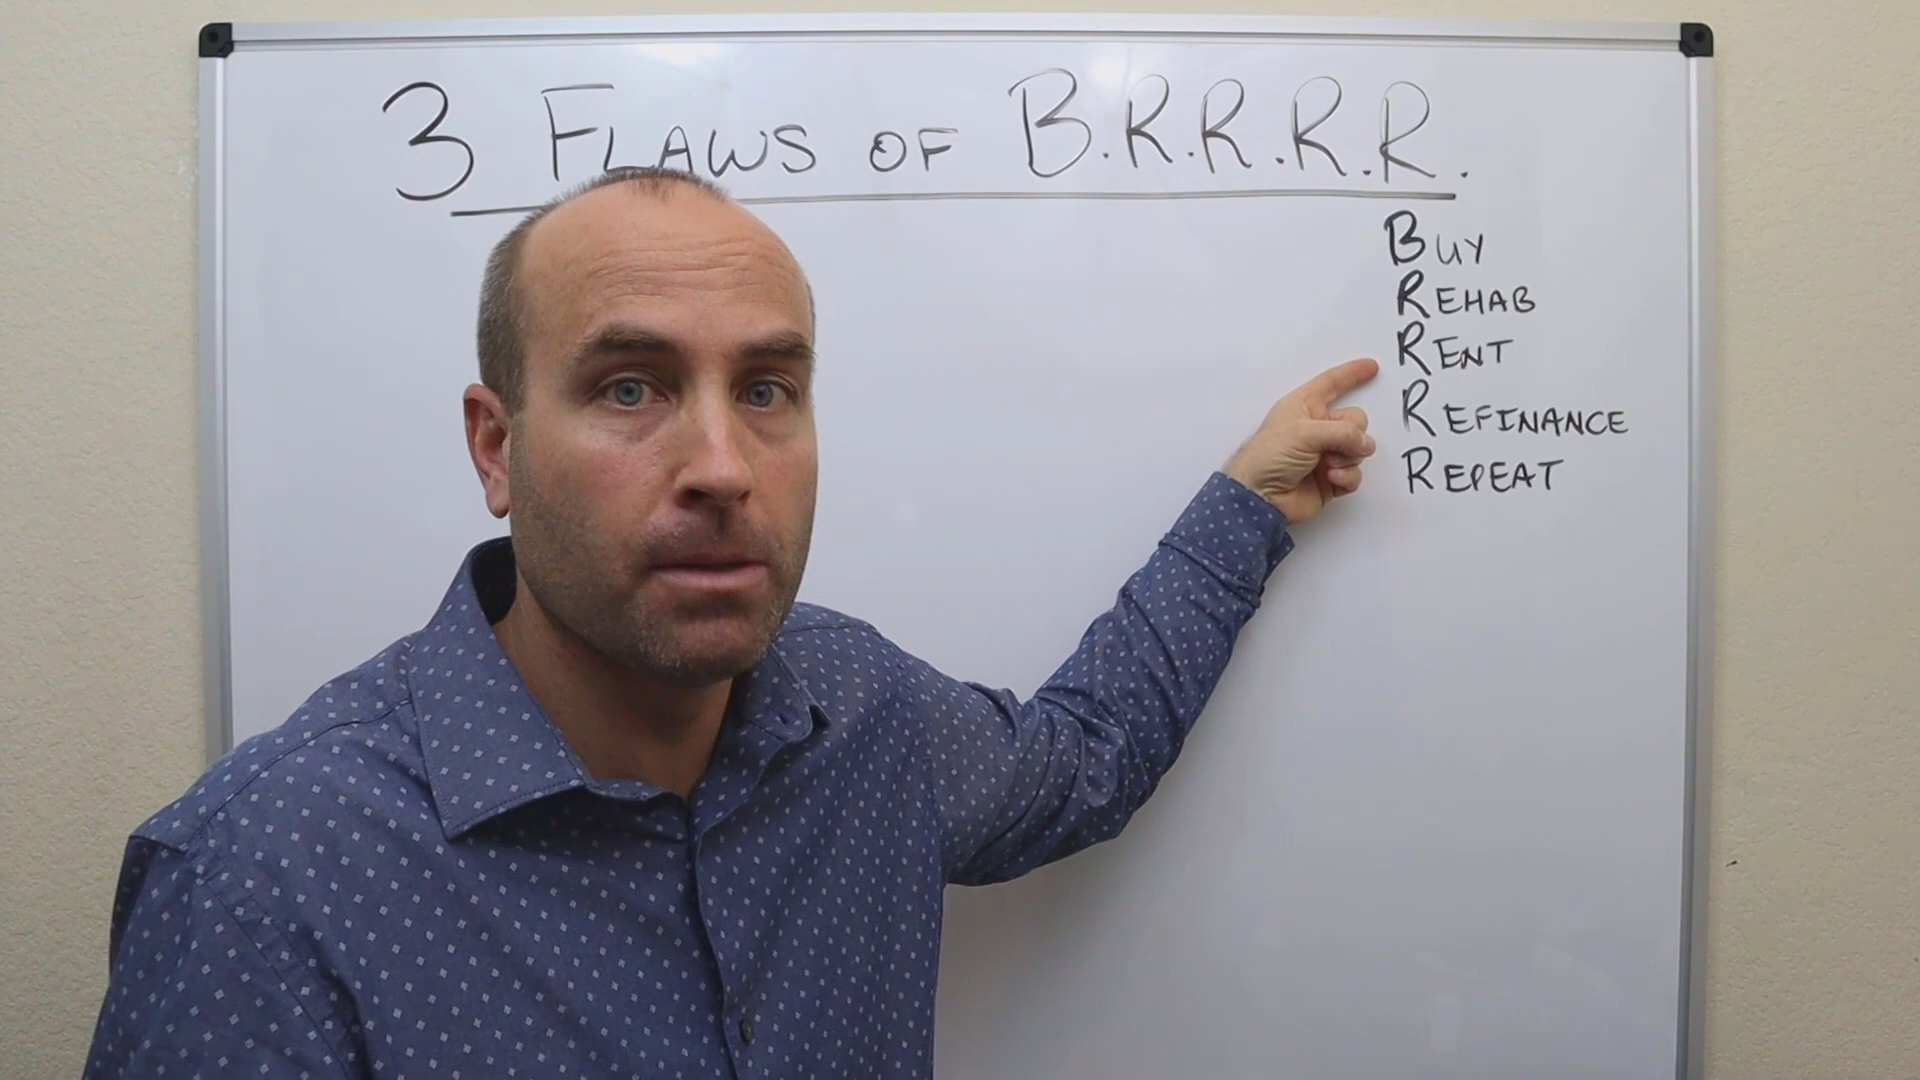 3 FLAWS OF B.R.R.R.R.
BUY
REHAB
RENT
REFINANCE
REPEAT